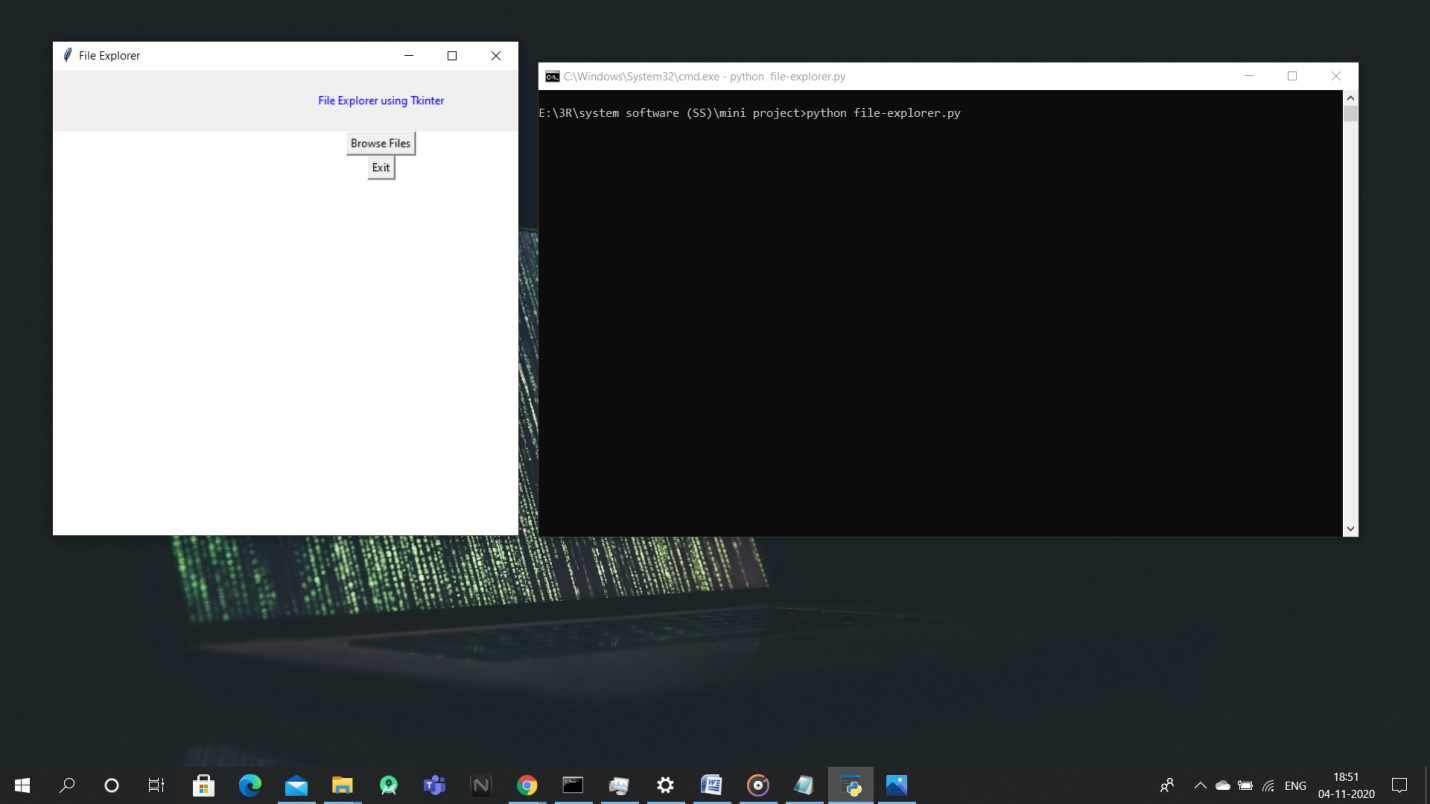 File Explorer
File Explorer using Tkinter
Browse Files
Exit
C:\Windows\System32\cmd.exe - python  file-explorer.py
E:\3R\system software (SS)\mini project>python file-explorer.py
ENG
18:51
04-11-2020